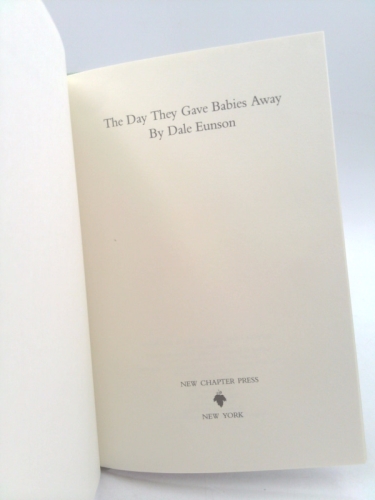 The Day They Gave Babies Away
By Dale Eunson
NEW CHAPTER PRESS
NEW YORK